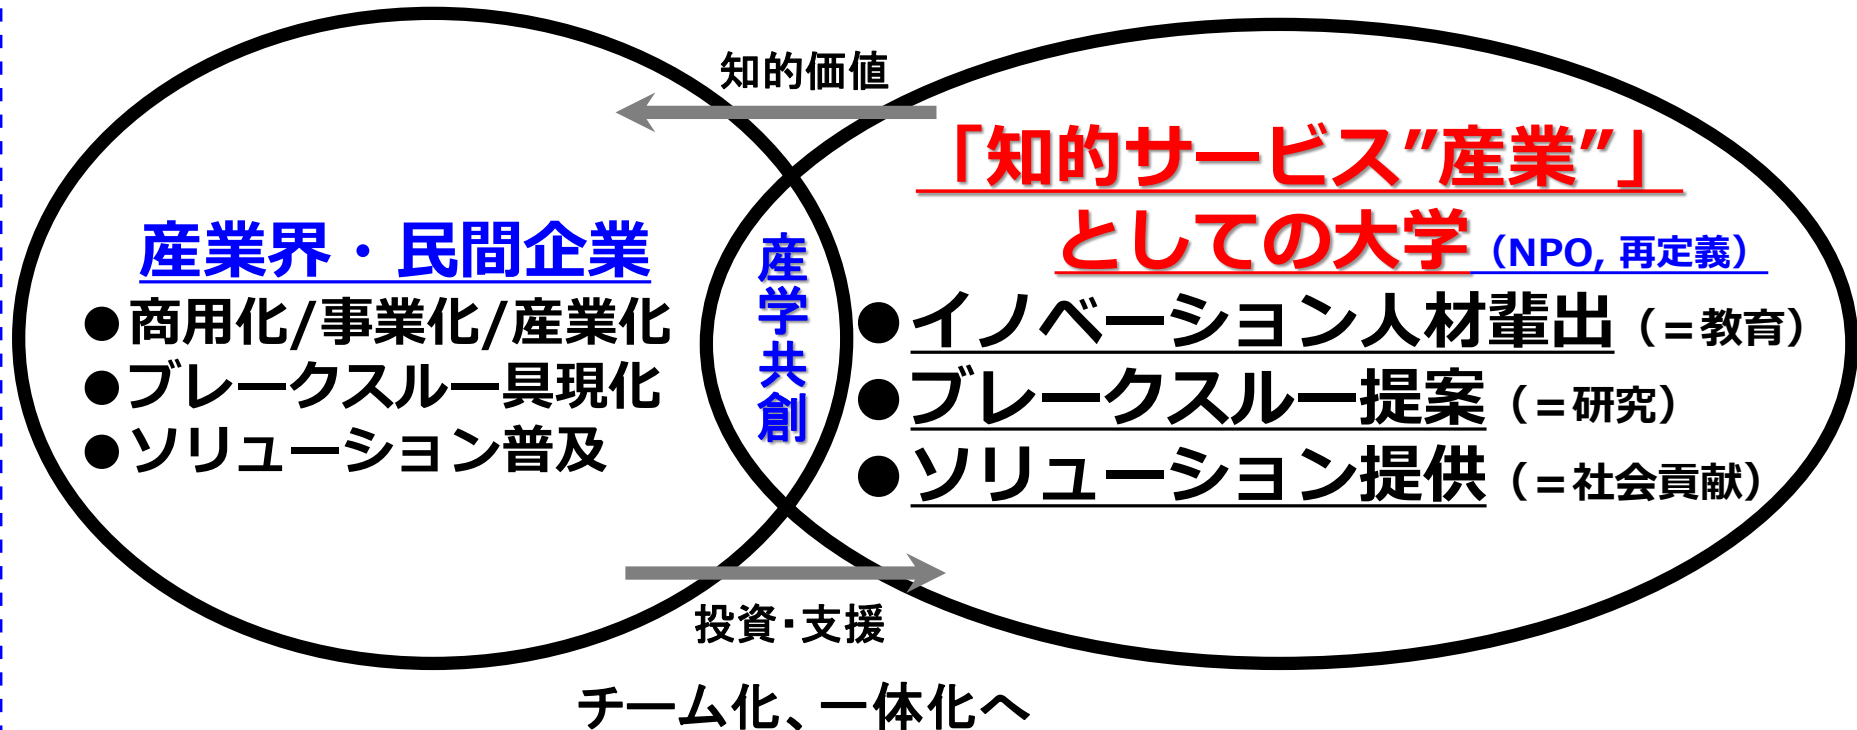 知的価値
産業界・民間企業
●商用化/事業化/産業化
●ブレークスルー具現化
●ソリューション普及
産学共創
「知的サービス”産業”」
としての大学（NPO, 再定義）
●イノベーション人材輩出（＝教育）
●ブレークスルー提案（＝研究）
●ソリューション提供（＝社会貢献）
投資･支援
チーム化、一体化へ